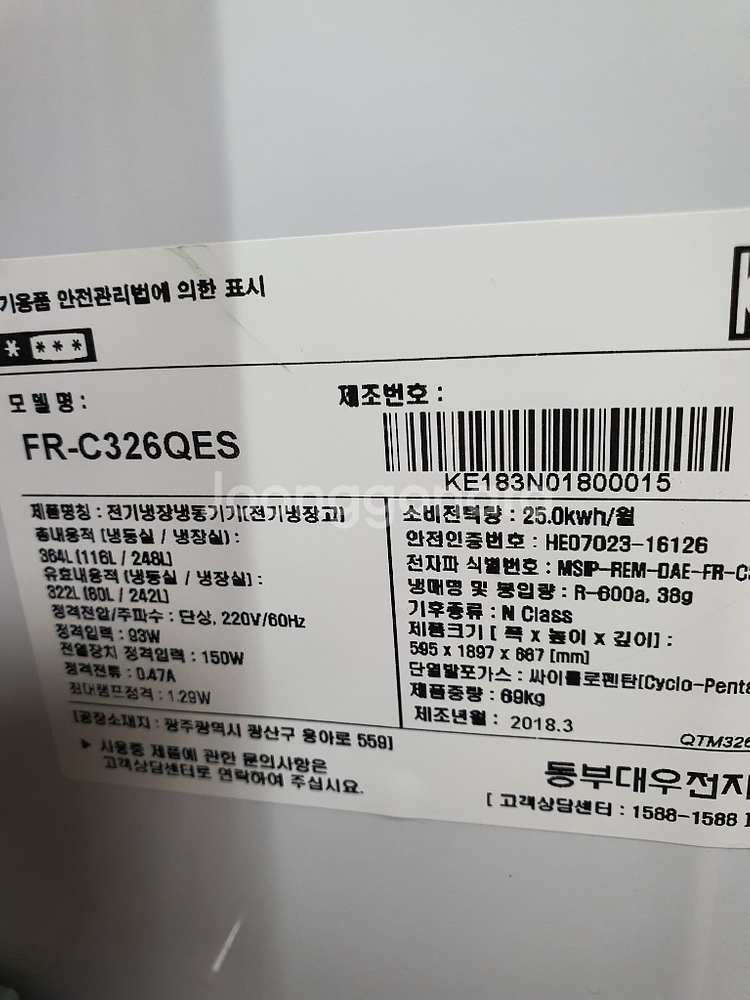 기용품 안전관리법에 의한 표시
* ***
모델명 :
FR-C326QES
제조번호 :
KE183N01800015
제품명칭 : 전기냉장냉동기기[전기냉장고]
총내용적 [냉동실 / 냉장실] :
364L [116L / 248L]
유효내용적 [냉동실 / 냉장실] :
322L [80L / 242L]
정격전압/주파수 : 단상, 220V/60Hz
정격입력 : 93W
전열장치 정격입력 : 150W
정격전류 : 0.47A
최대램프정격 : 1.29W
소비전력량 : 25.0kwh/월
안전인증번호 : HE07023-16126
전자파 식별번호 : MSIP-REM-DAE-FR-C
냉매명 및 봉입량 : R-600a, 38g
기후종류 : N Class
제품크기 [ 폭 x 높이 x 깊이] :
595 x 1897 x 667 [mm]
단열발포가스 : 싸이클로펜탄[Cyclo-Penta
제품중량 : 69kg
제조년월 : 2018.3
[공장소재지 : 광주광역시 광산구 용아로 559]
QTM326
▶ 사용중 제품에 관한 문의사항은
고객상담센터로 연락하여 주십시요.
동부대우전자
[ 고객상담센터 : 1588-1588 ]
joonggonara